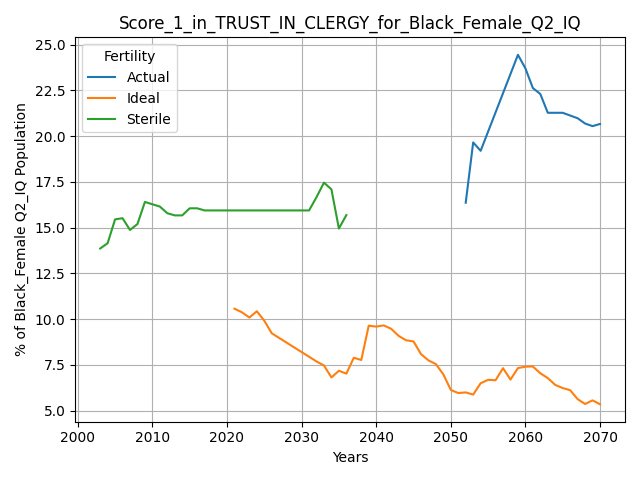 Score_1_in_TRUST_IN_CLERGY_for_Black_Female_Q2_IQ
% of Black_Female Q2_IQ Population
25.0
22.5
20.0
17.5
15.0
12.5
10.0
7.5
5.0
Fertility
Actual
Ideal
Sterile
2000 2010 2020 2030 2040 2050 2060 2070
Years